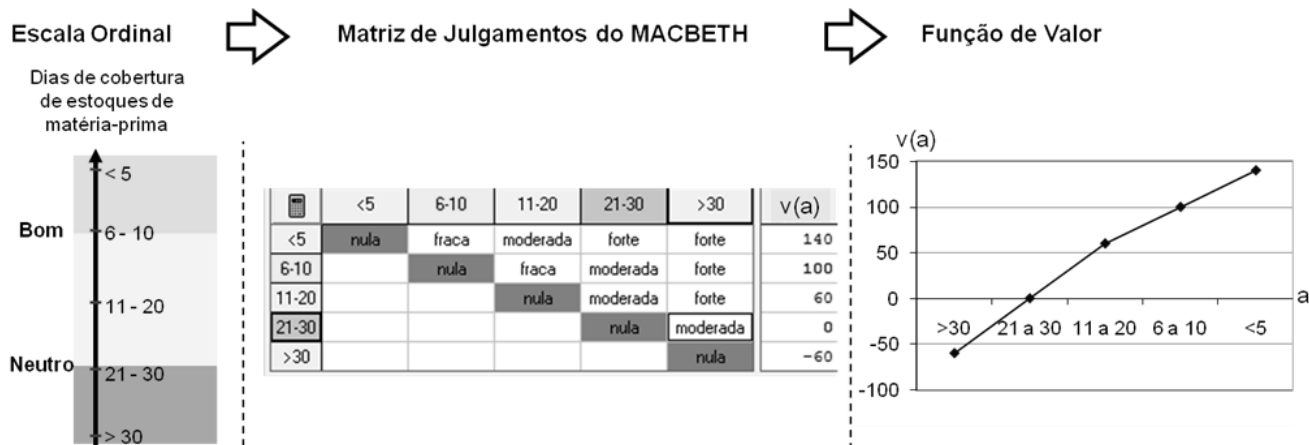 Escala Ordinal
Matriz de Julgamentos do MACBETH
Função de Valor
Dias de cobertura
de estoques de
matéria-prima
< 5
Bom
6 - 10
11 - 20
Neutro
21 - 30
> 30
<5 6-10 11-20 21-30 >30 v(a)
<5 nula fraca moderada forte forte 140
6-10 nula fraca moderada forte 100
11-20 nula moderada forte 60
21-30 nula moderada 0
>30 nula -60
v(a)
150
100
50
0
a
>30 21 a 30 11 a 20 6 a 10 <5
-50
-100